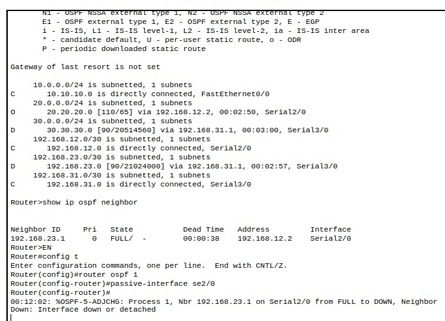 N1 - OSPF NSSA external type 1, N2 - OSPF NSSA external type 2
E1 - OSPF external type 1, E2 - OSPF external type 2, E - EGP
i - IS-IS, L1 - IS-IS level-1, L2 - IS-IS level-2, ia - IS-IS inter area
* - candidate default, U - per-user static route, o - ODR
P - periodic downloaded static route
Gateway of last resort is not set
10.0.0.0/24 is subnetted, 1 subnets
C 10.10.10.0 is directly connected, FastEthernet0/0
20.0.0.0/24 is subnetted, 1 subnets
O 20.20.20.0 [110/65] via 192.168.12.2, 00:02:50, Serial2/0
30.0.0.0/24 is subnetted, 1 subnets
D 30.30.30.0 [90/20514560] via 192.168.31.1, 00:03:00, Serial3/0
192.168.12.0/30 is subnetted, 1 subnets
C 192.168.12.0 is directly connected, Serial2/0
192.168.23.0/30 is subnetted, 1 subnets
D 192.168.23.0 [90/21024000] via 192.168.31.1, 00:02:57, Serial3/0
192.168.31.0/30 is subnetted, 1 subnets
C 192.168.31.0 is directly connected, Serial3/0
Router>show ip ospf neighbor
Neighbor ID Pri State Dead Time Address Interface
192.168.23.1 0 FULL/ - 00:00:38 192.168.12.2 Serial2/0
Router>EN
Router#config t
Enter configuration commands, one per line. End with CNTL/Z.
Router(config)#router ospf 1
Router(config-router)#passive-interface se2/0
Router(config-router)#
00:12:02: %OSPF-5-ADJCHG: Process 1, Nbr 192.168.23.1 on Serial2/0 from FULL to DOWN, Neighbor
Down: Interface down or detached